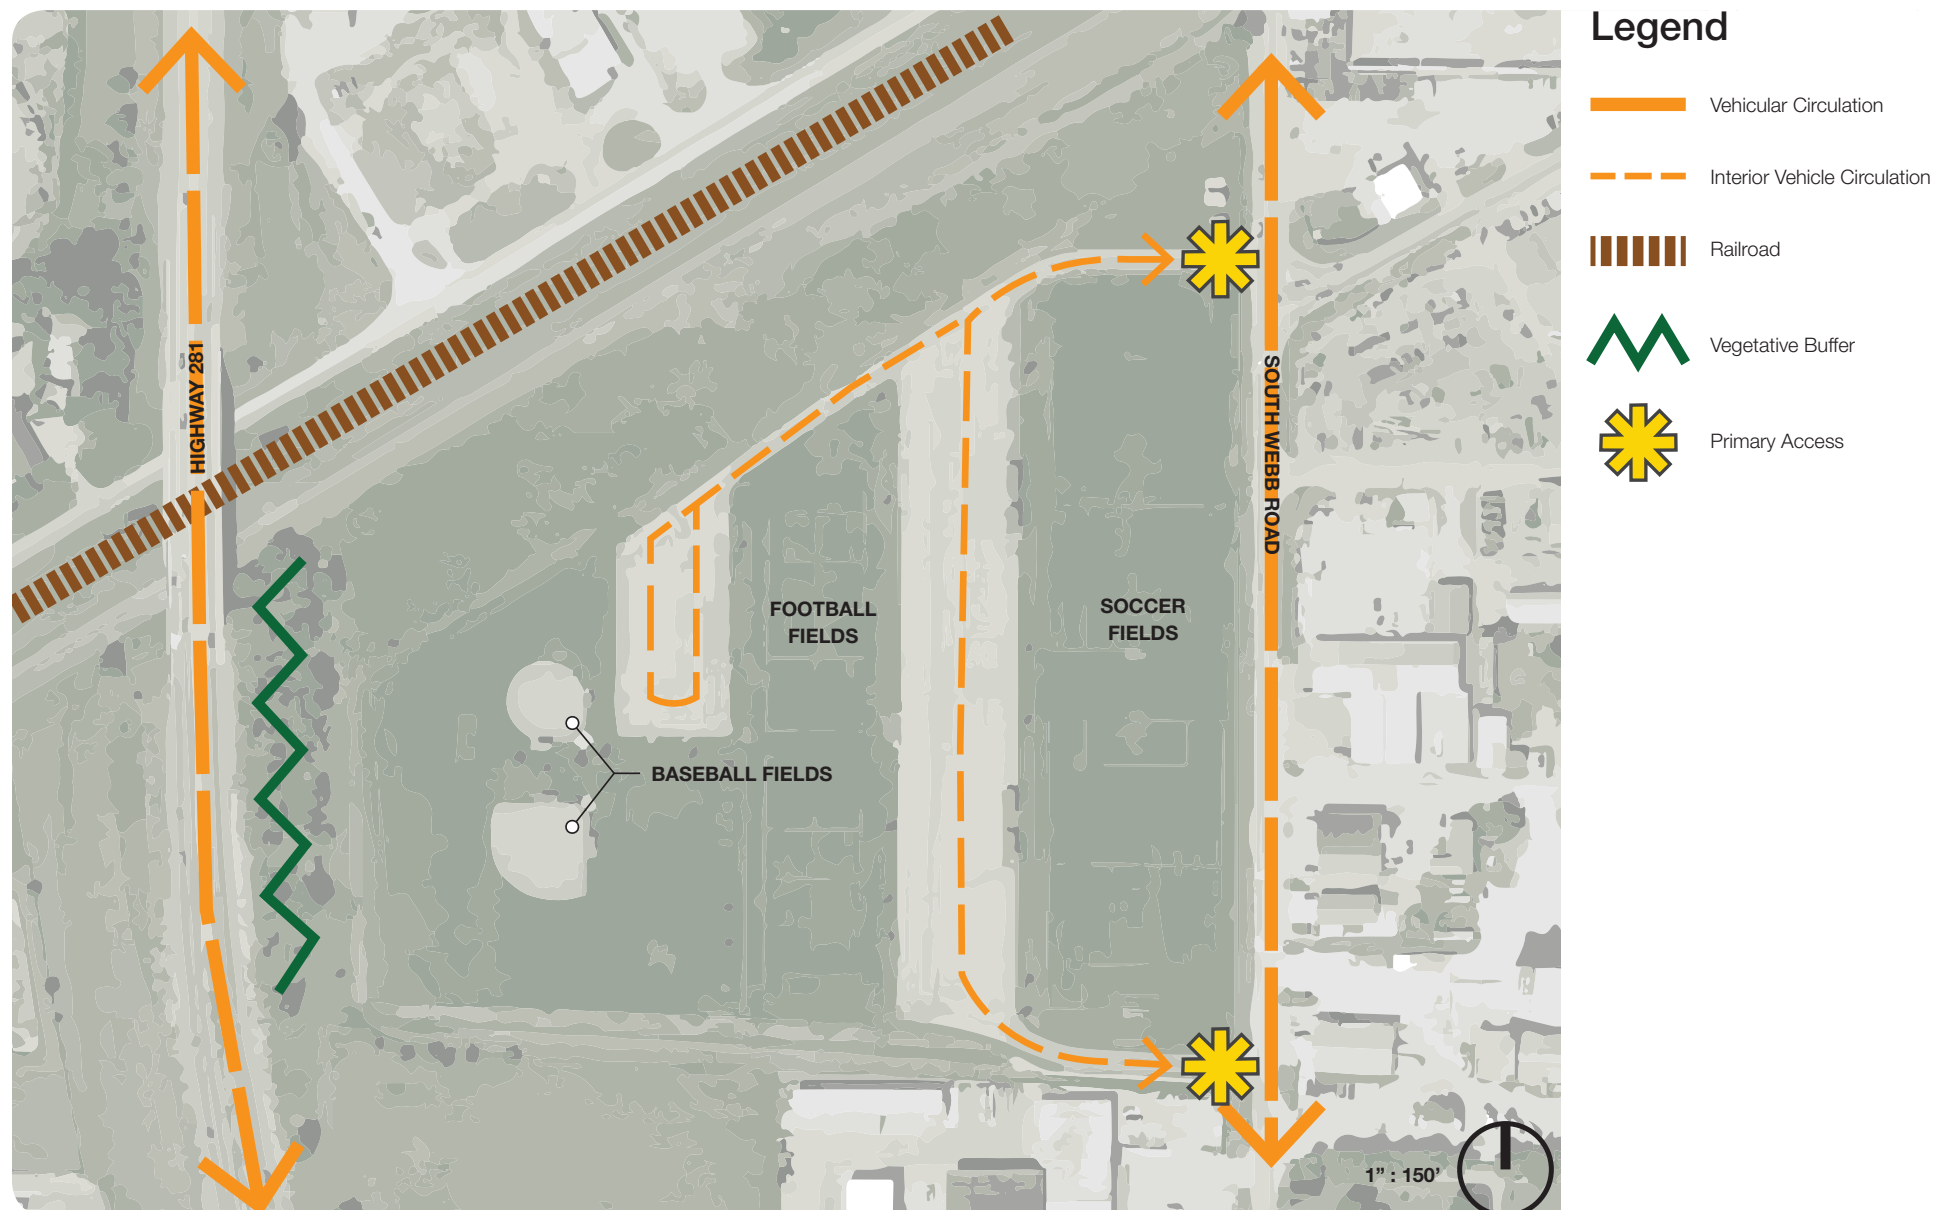 Legend
Vehicular Circulation
Interior Vehicle Circulation
Railroad
Vegetative Buffer
Primary Access
HIGHWAY 281
SOUTH WEBB ROAD
FOOTBALL
FIELDS
SOCCER
FIELDS
BASEBALL FIELDS
1” : 150’